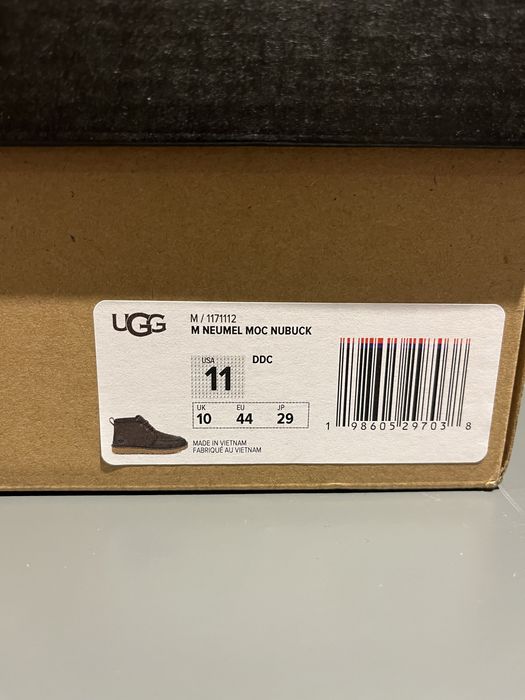 UGG
M / 1171112
M NEUMEL MOC NUBUCK
USA
11
DDC
UK EU JP
10 44 29
MADE IN VIETNAM
FABRIQUÉ AU VIETNAM
1 98605 29703 8